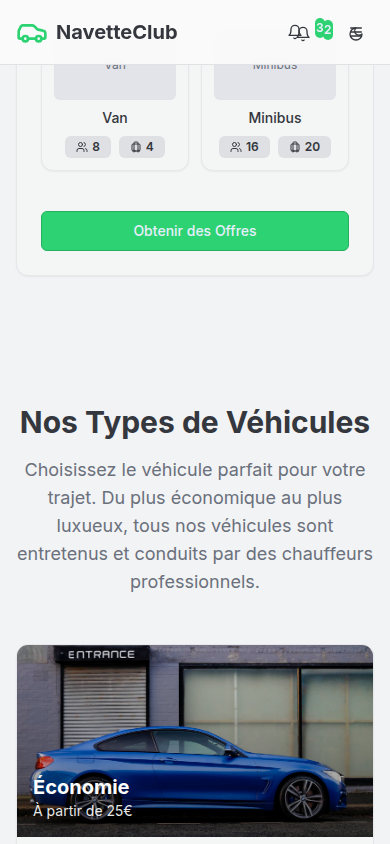 NavetteClub
Van
Minibus
Van
Minibus
8
4
16
20
Obtenir des Offres
Nos Types de Véhicules
Choisissez le véhicule parfait pour votre
trajet. Du plus économique au plus
luxueux, tous nos véhicules sont
entretenus et conduits par des chauffeurs
professionnels.
ENTRANCE
Économie
À partir de 25€